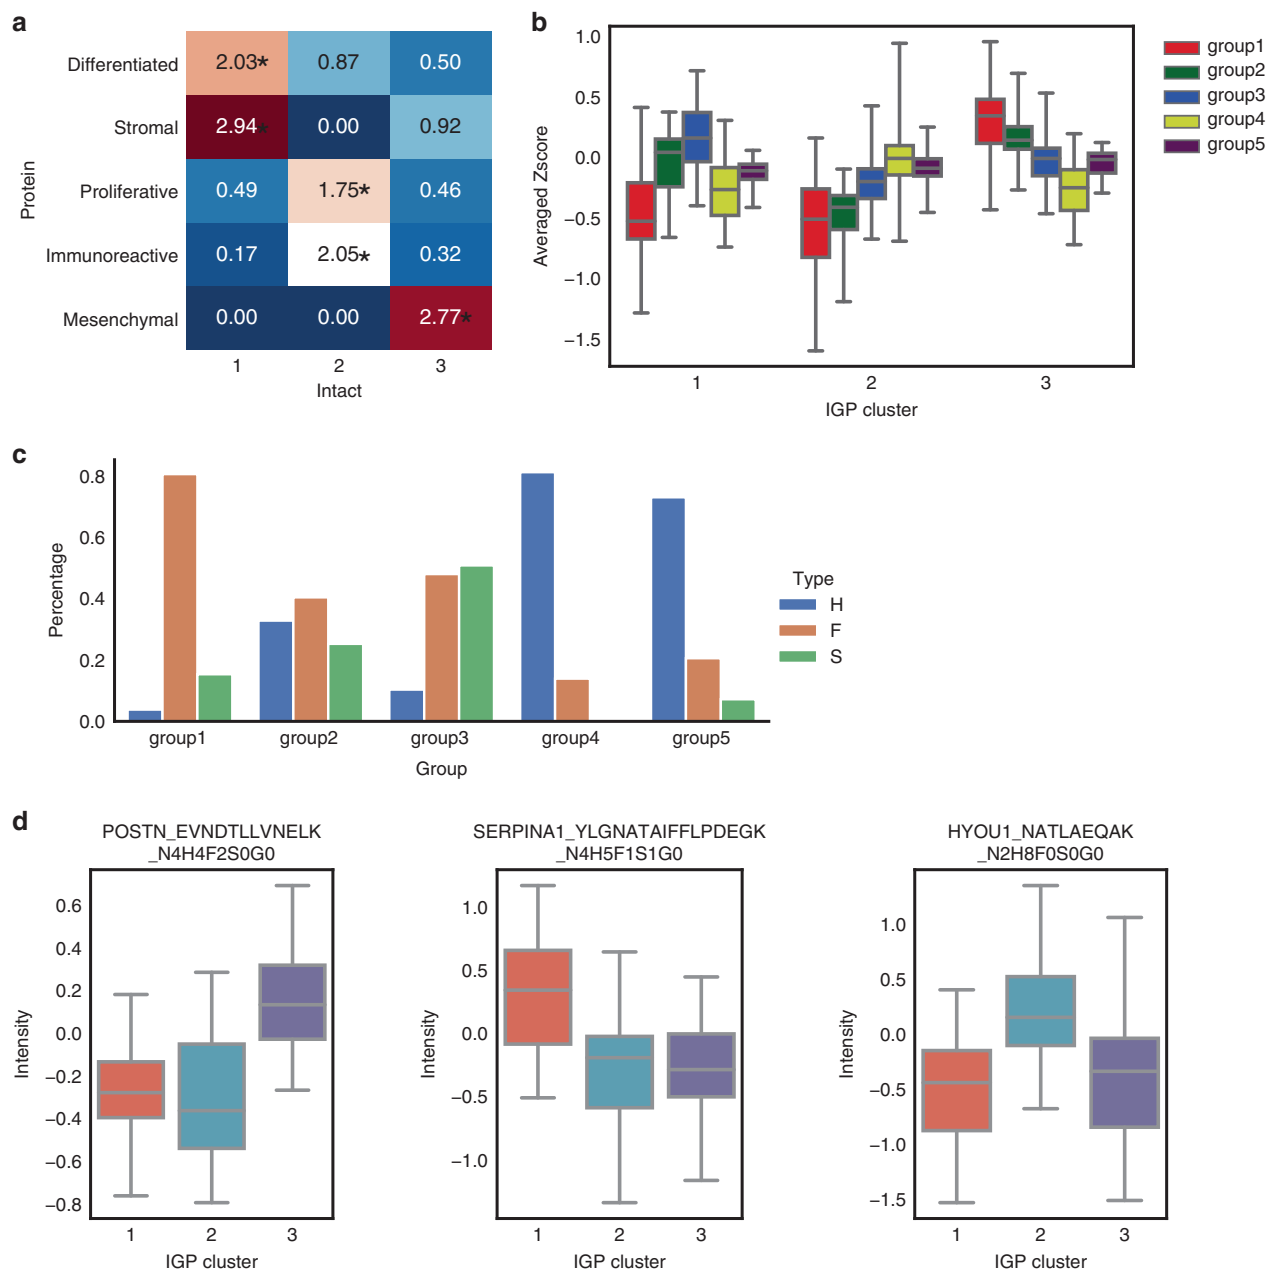 a
Differentiated 2.03* 0.87 0.50
Stromal 2.94* 0.00 0.92
Proliferative 0.49 1.75* 0.46
Immunoreactive 0.17 2.05* 0.32
Mesenchymal 0.00 0.00 2.77*
Protein
1 2 3
Intact
b
1.0
0.5
0.0
−0.5
−1.0
−1.5
Averaged Zscore
1 2 3
IGP cluster
group1
group2
group3
group4
group5
c
0.8
0.6
0.4
0.2
0.0
Percentage
group1 group2 group3 group4 group5
Group
Type
H
F
S
d
POSTN_EVNDTLLVNELK
_N4H4F2S0G0
0.6
0.4
0.2
0.0
−0.2
−0.4
−0.6
−0.8
Intensity
1 2 3
IGP cluster
SERPINA1_YLGNATAIFFLPDEGK
_N4H5F1S1G0
1.0
0.5
0.0
−0.5
−1.0
Intensity
1 2 3
IGP cluster
HYOU1_NATLAEQAK
_N2H8F0S0G0
1.0
0.5
0.0
−0.5
−1.0
−1.5
Intensity
1 2 3
IGP cluster